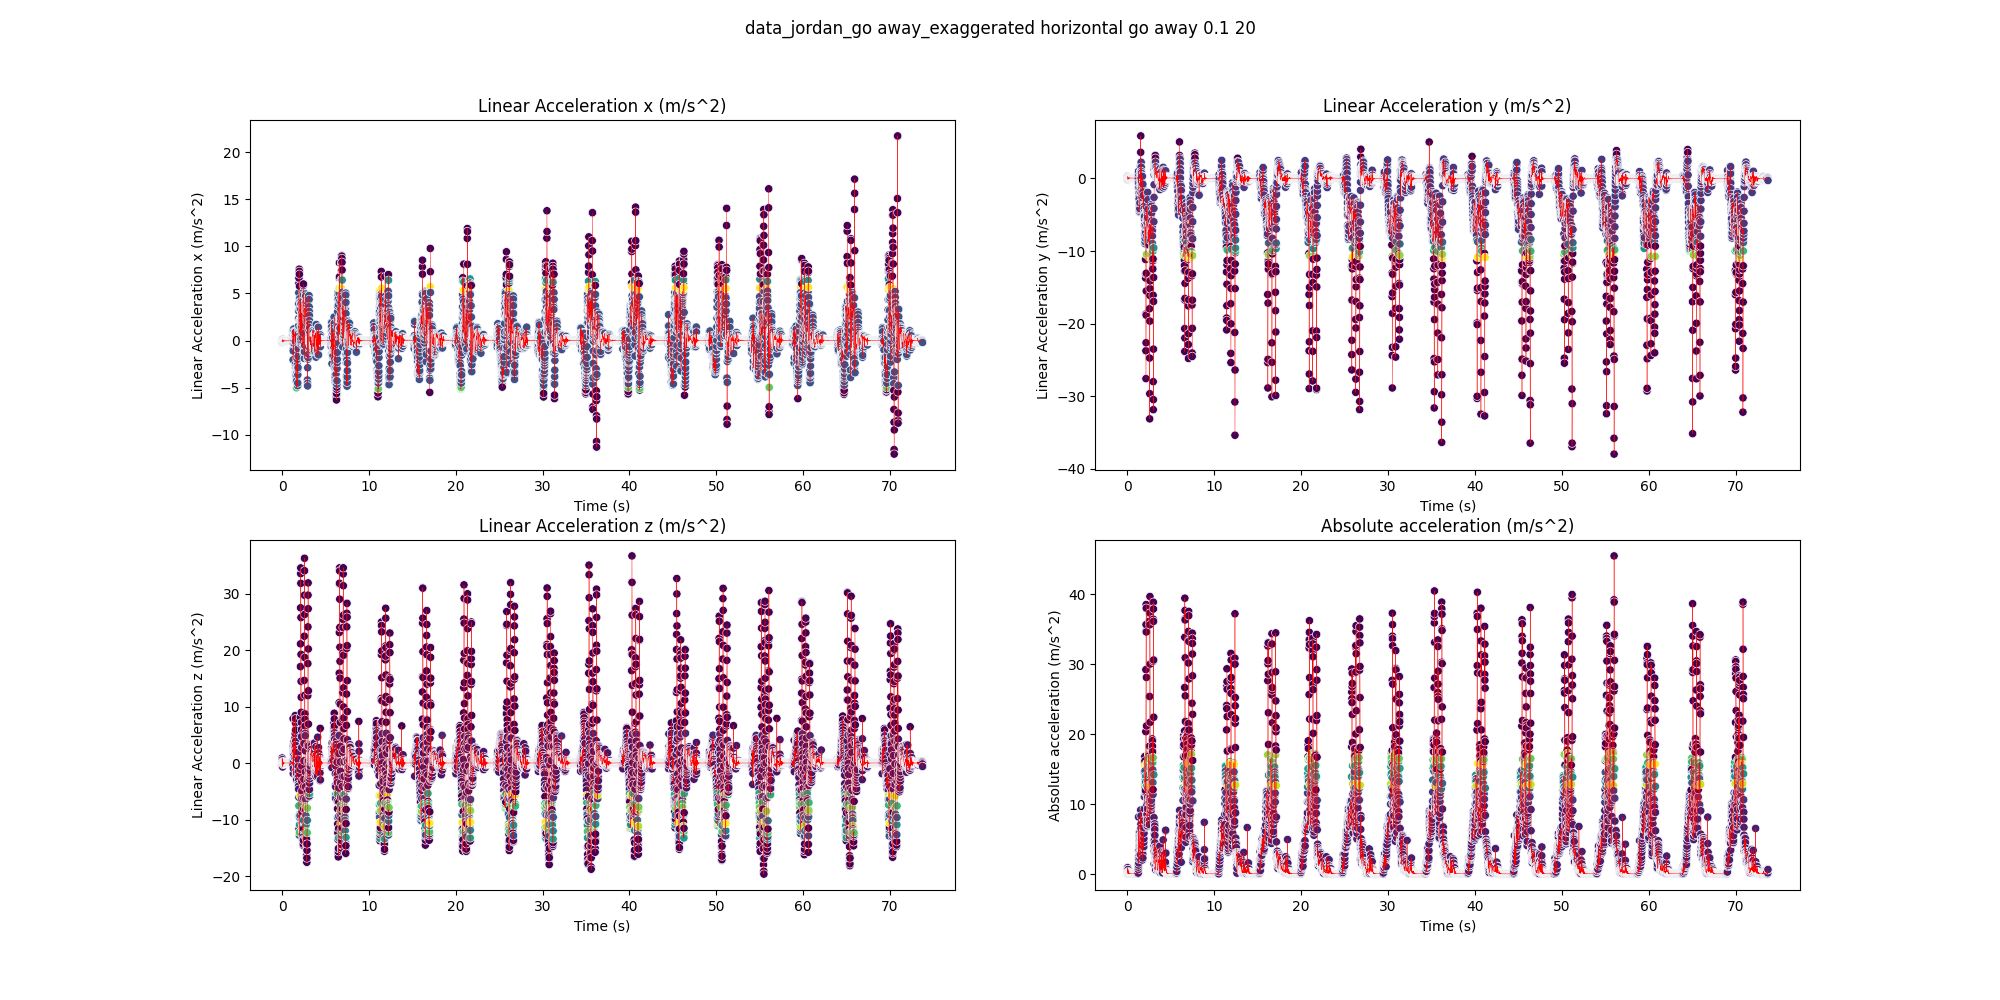 data_jordan_go away_exaggerated horizontal go away 0.1 20
Linear Acceleration x (m/s^2)
Linear Acceleration x (m/s^2)
20
15
10
5
0
−5
−10
0 10 20 30 40 50 60 70
Time (s)
Linear Acceleration y (m/s^2)
Linear Acceleration y (m/s^2)
0
−10
−20
−30
−40
0 10 20 30 40 50 60 70
Time (s)
Linear Acceleration z (m/s^2)
Linear Acceleration z (m/s^2)
30
20
10
0
−10
−20
0 10 20 30 40 50 60 70
Time (s)
Absolute acceleration (m/s^2)
Absolute acceleration (m/s^2)
40
30
20
10
0
0 10 20 30 40 50 60 70
Time (s)